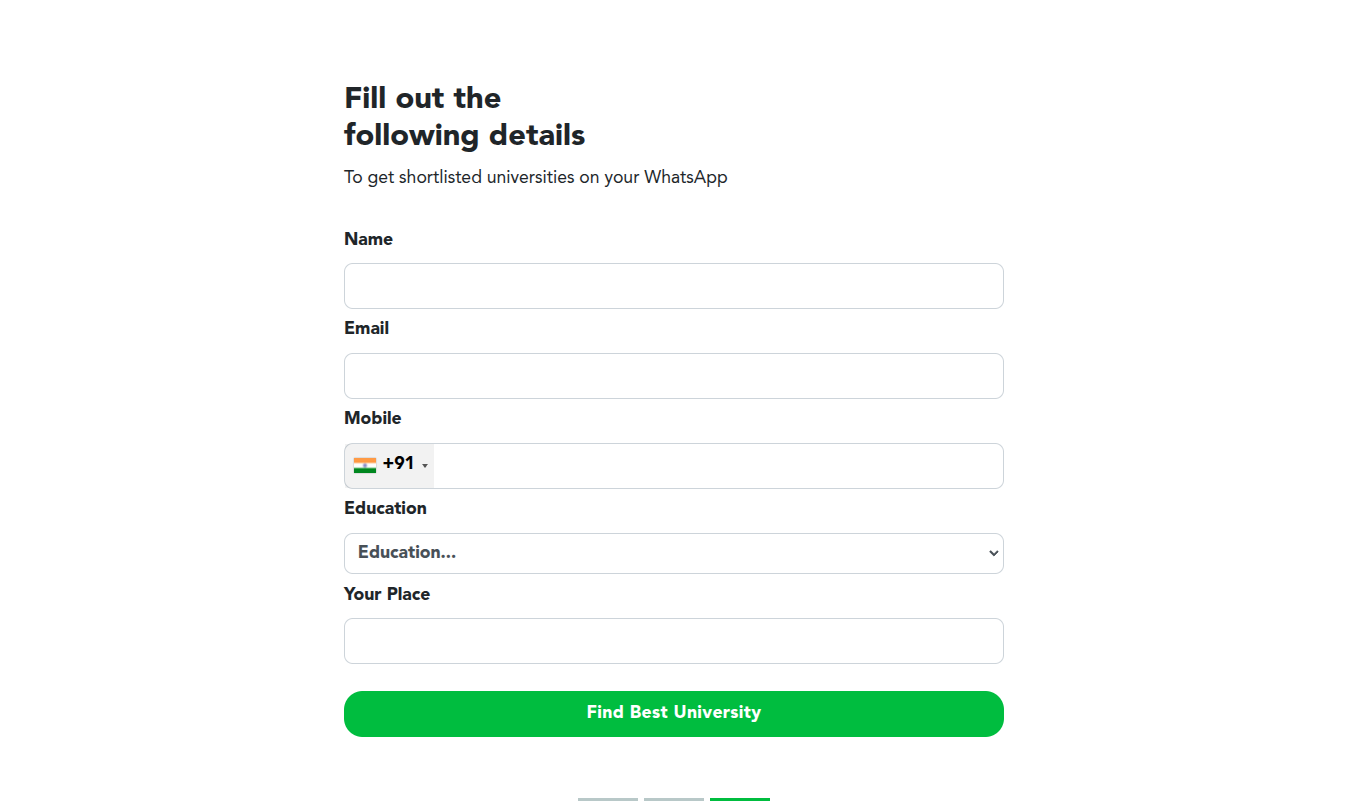 Fill out the
following details
To get shortlisted universities on your WhatsApp
Name
Email
Mobile
+91
Education
Education...
Your Place
Find Best University